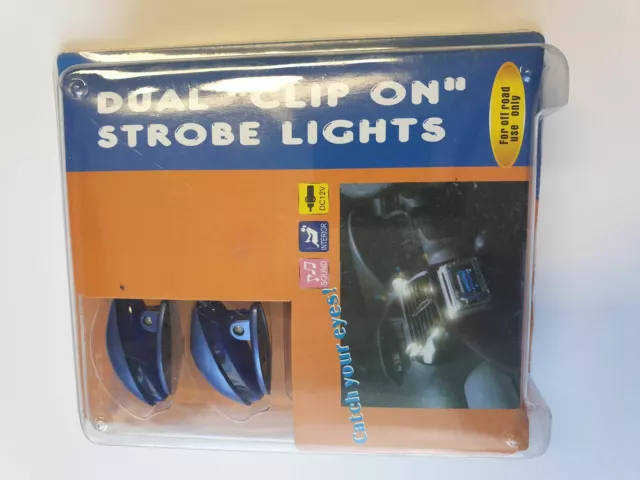 DUAL "CLIP ON"
STROBE LIGHTS
For off road
use only
DC12V
INTERIOR
SOUND
Catch your eyes!